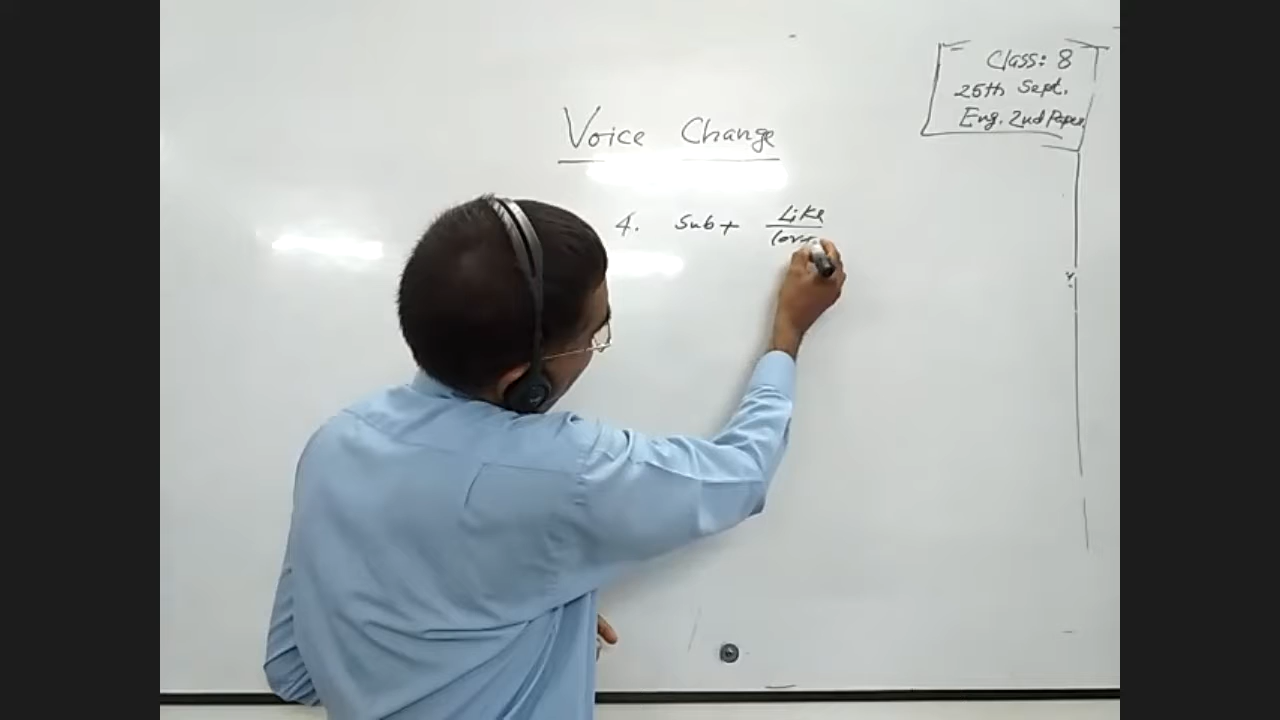 Class: 8
25th Sept.
Eng. 2nd Paper
Voice Change
4. Sub + Like